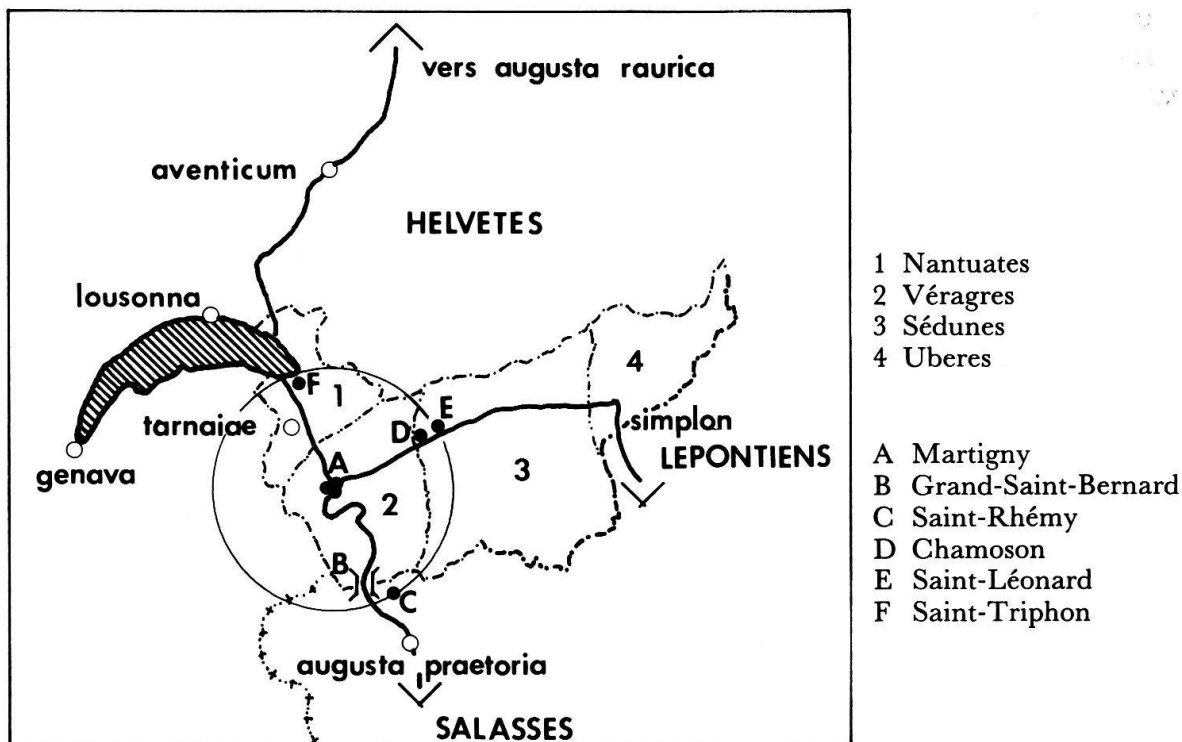 vers augusta raurica
aventicum
HELVETES
lousonna
1 Nantuates
2 Véragres
3 Sédunes
4 Uberes
4
F
1
tarnaiae
E
D
simplon
genava
A
3
LEPONTIENS
2
B
C
A Martigny
B Grand-Saint-Bernard
C Saint-Rhémy
D Chamoson
E Saint-Léonard
F Saint-Triphon
augusta praetoria
SALASSES